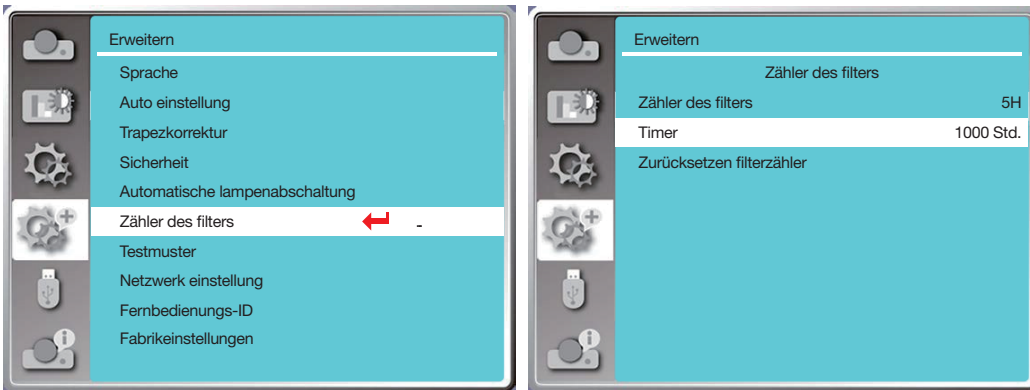 Erweitern
Sprache
Auto einstellung
Trapezkorrektur
Sicherheit
Automatische lampenabschaltung
Zähler des filters -
Testmuster
Netzwerk einstellung
Fernbedienungs-ID
Fabrikeinstellungen
Erweitern
Zähler des filters
Zähler des filters 5H
Timer 1000 Std.
Zurücksetzen filterzähler